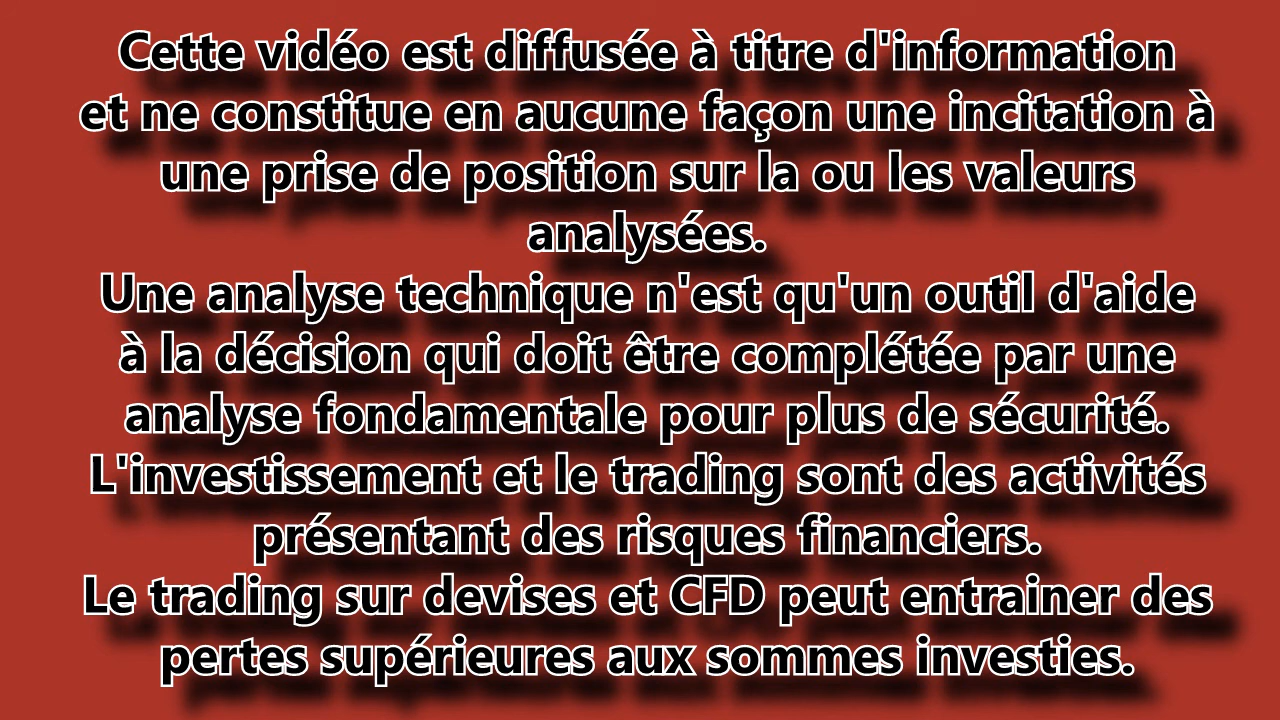 Cette vidéo est diffusée à titre d'information
et ne constitue en aucune façon une incitation à
une prise de position sur la ou les valeurs
analysées.
Une analyse technique n'est qu'un outil d'aide
à la décision qui doit être complétée par une
analyse fondamentale pour plus de sécurité.
L'investissement et le trading sont des activités
présentant des risques financiers.
Le trading sur devises et CFD peut entrainer des
pertes supérieures aux sommes investies.